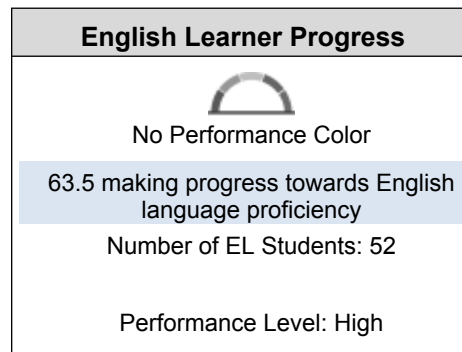 English Learner Progress
No Performance Color
63.5 making progress towards English
language proficiency
Number of EL Students: 52
Performance Level: High